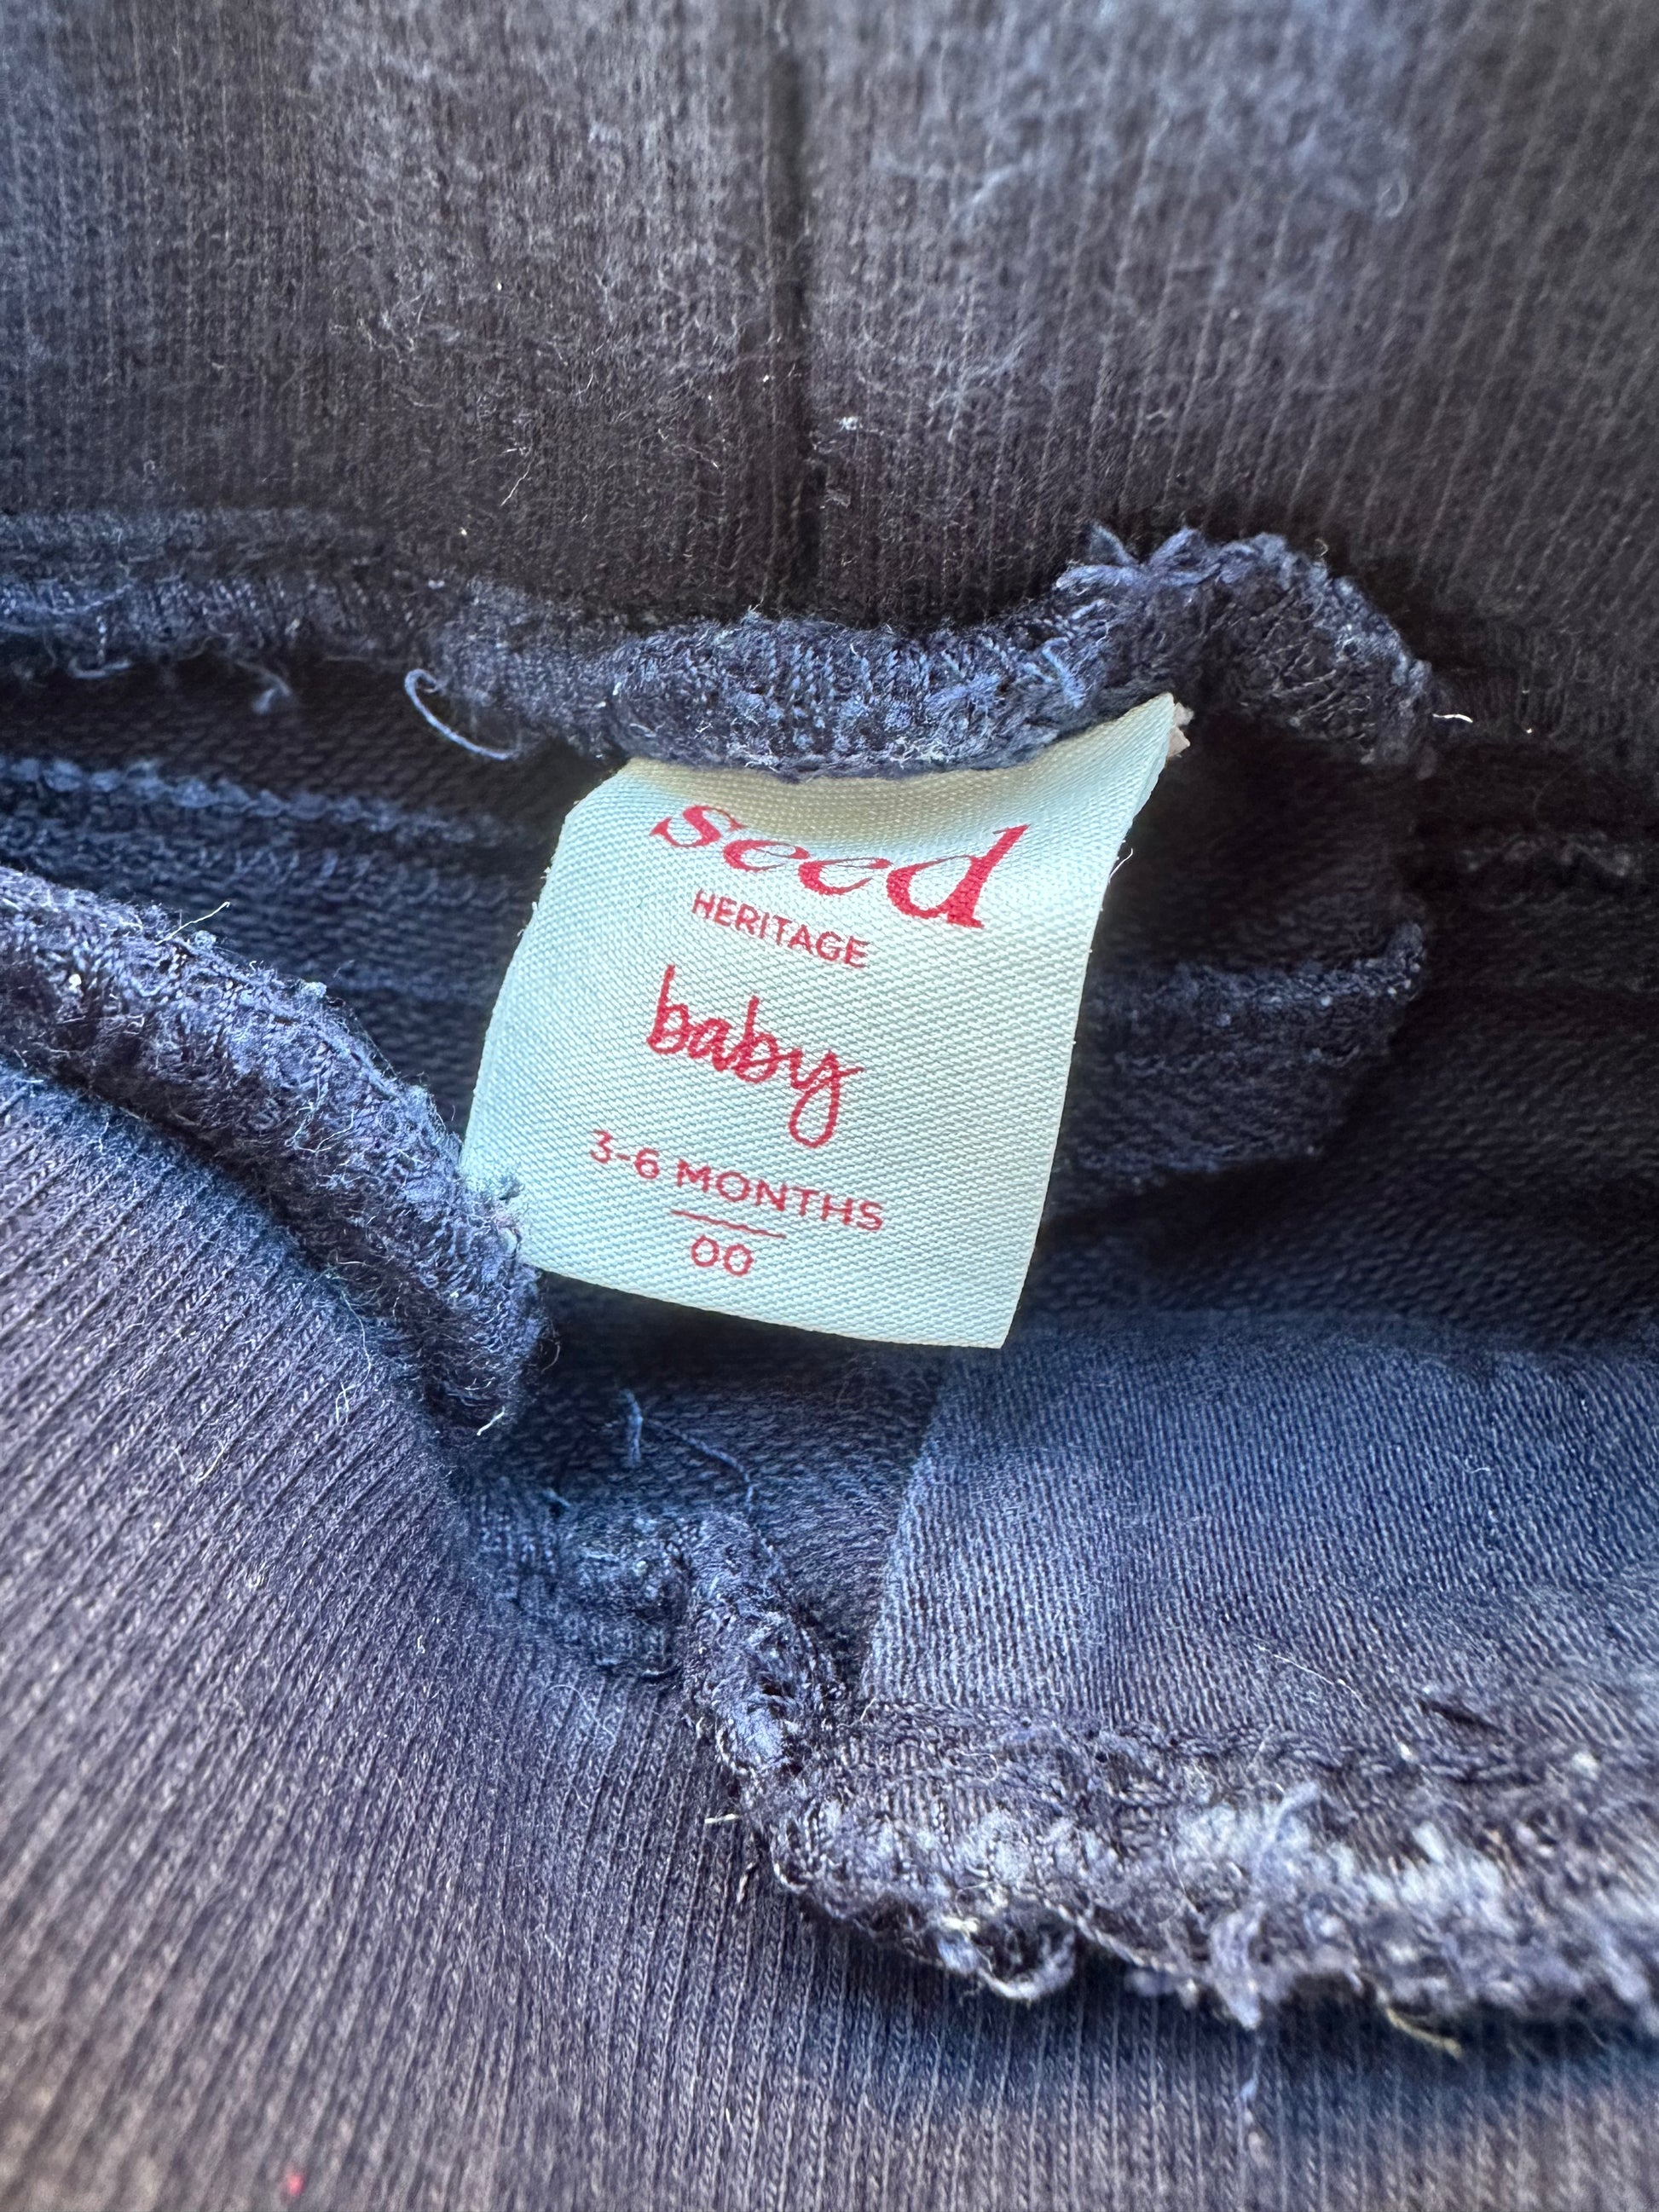 seed
HERITAGE
baby
3-6 MONTHS
00